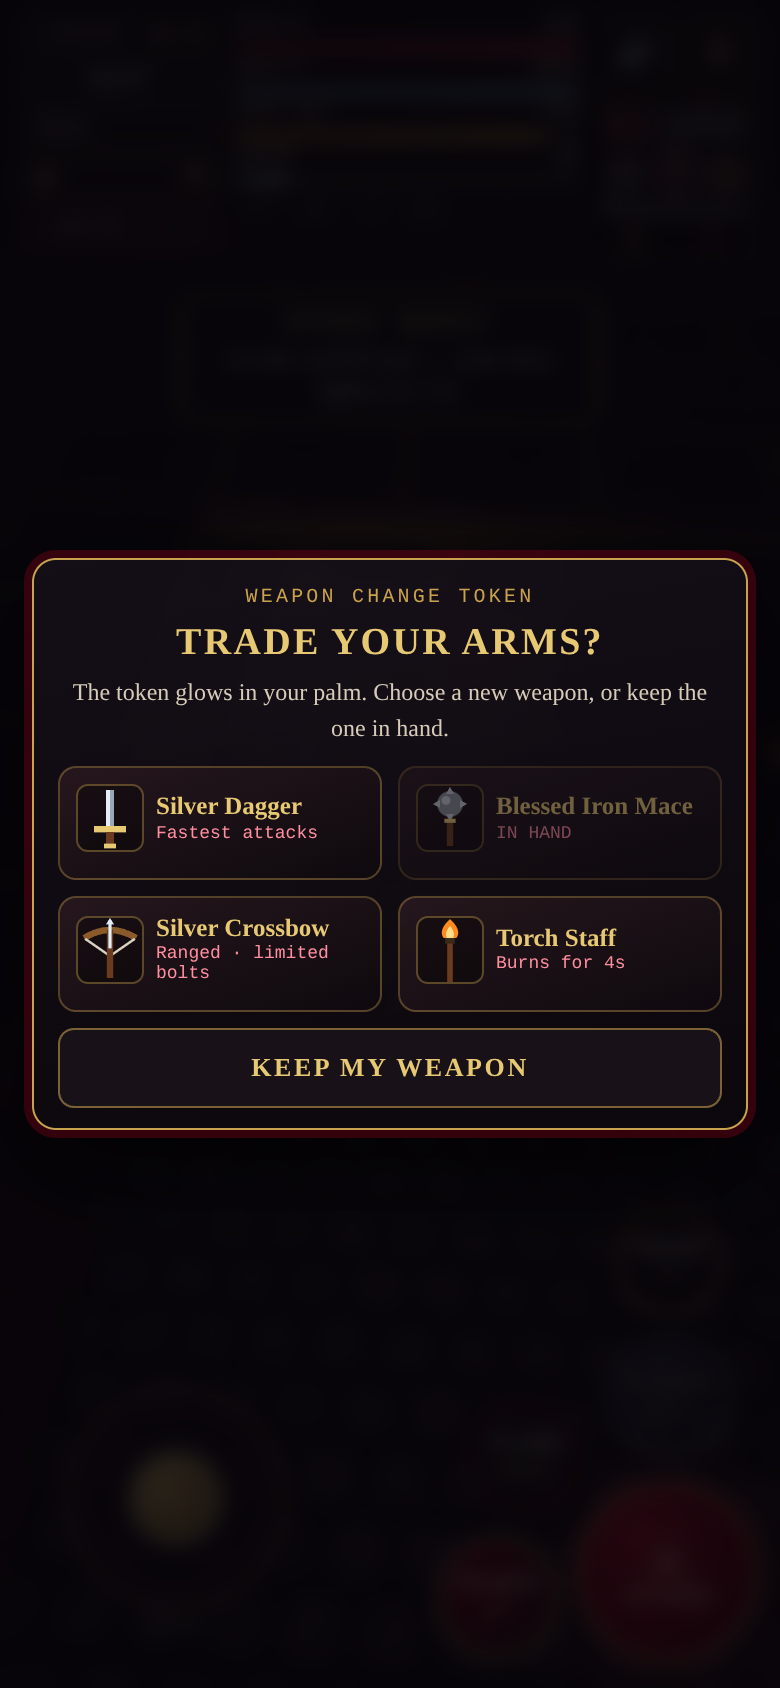 WEAPON CHANGE TOKEN
TRADE YOUR ARMS?
The token glows in your palm. Choose a new weapon, or keep the
one in hand.
Silver Dagger
Fastest attacks
Blessed Iron Mace
IN HAND
Silver Crossbow
Ranged · limited
bolts
Torch Staff
Burns for 4s
KEEP MY WEAPON